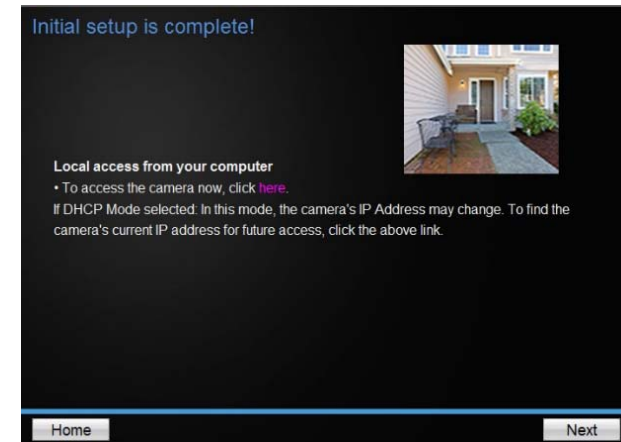 Initial setup is complete!
Local access from your computer
• To access the camera now, click here.
If DHCP Mode selected: In this mode, the camera's IP Address may change. To find the
camera's current IP address for future access, click the above link.
Home
Next